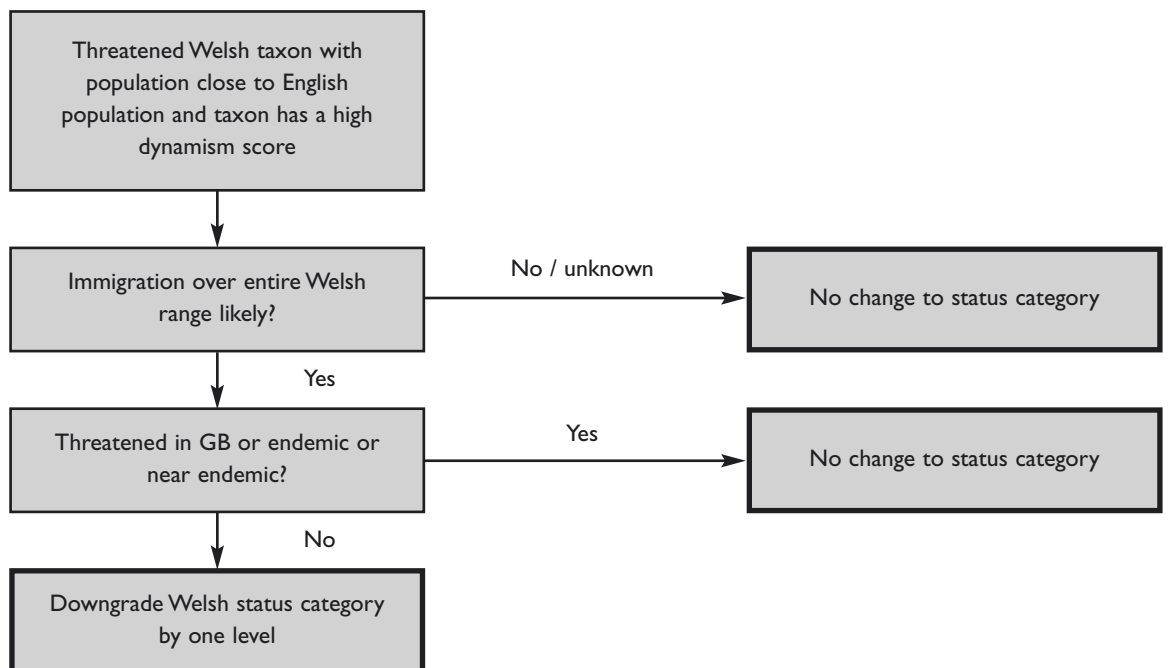 Threatened Welsh taxon with
population close to English
population and taxon has a high
dynamism score
Immigration over entire Welsh
range likely?
No / unknown
No change to status category
Yes
Threatened in GB or endemic or
near endemic?
Yes
No change to status category
No
Downgrade Welsh status category
by one level